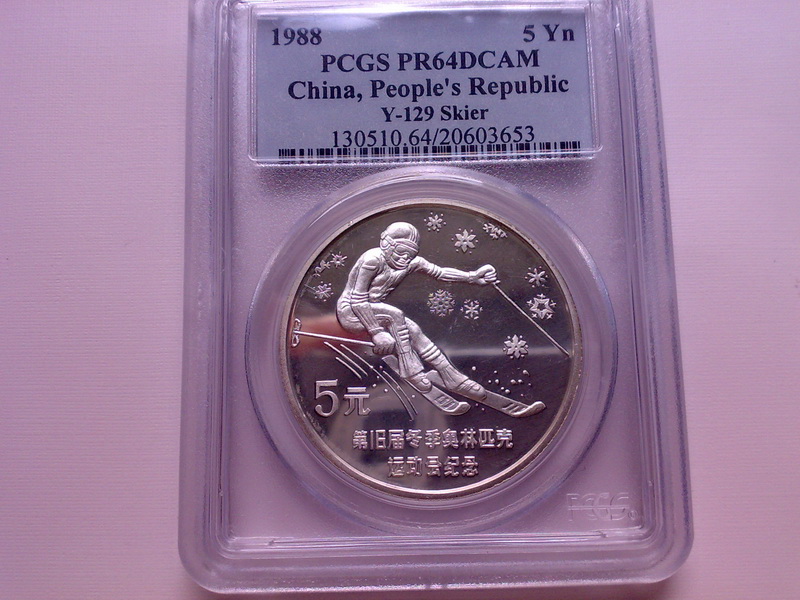 1988 5 Yn
PCGS PR64DCAM
China, People's Republic
Y-129 Skier
130510.64/20603653
5元
第15届冬季奥林匹克
运动会纪念
PCGS